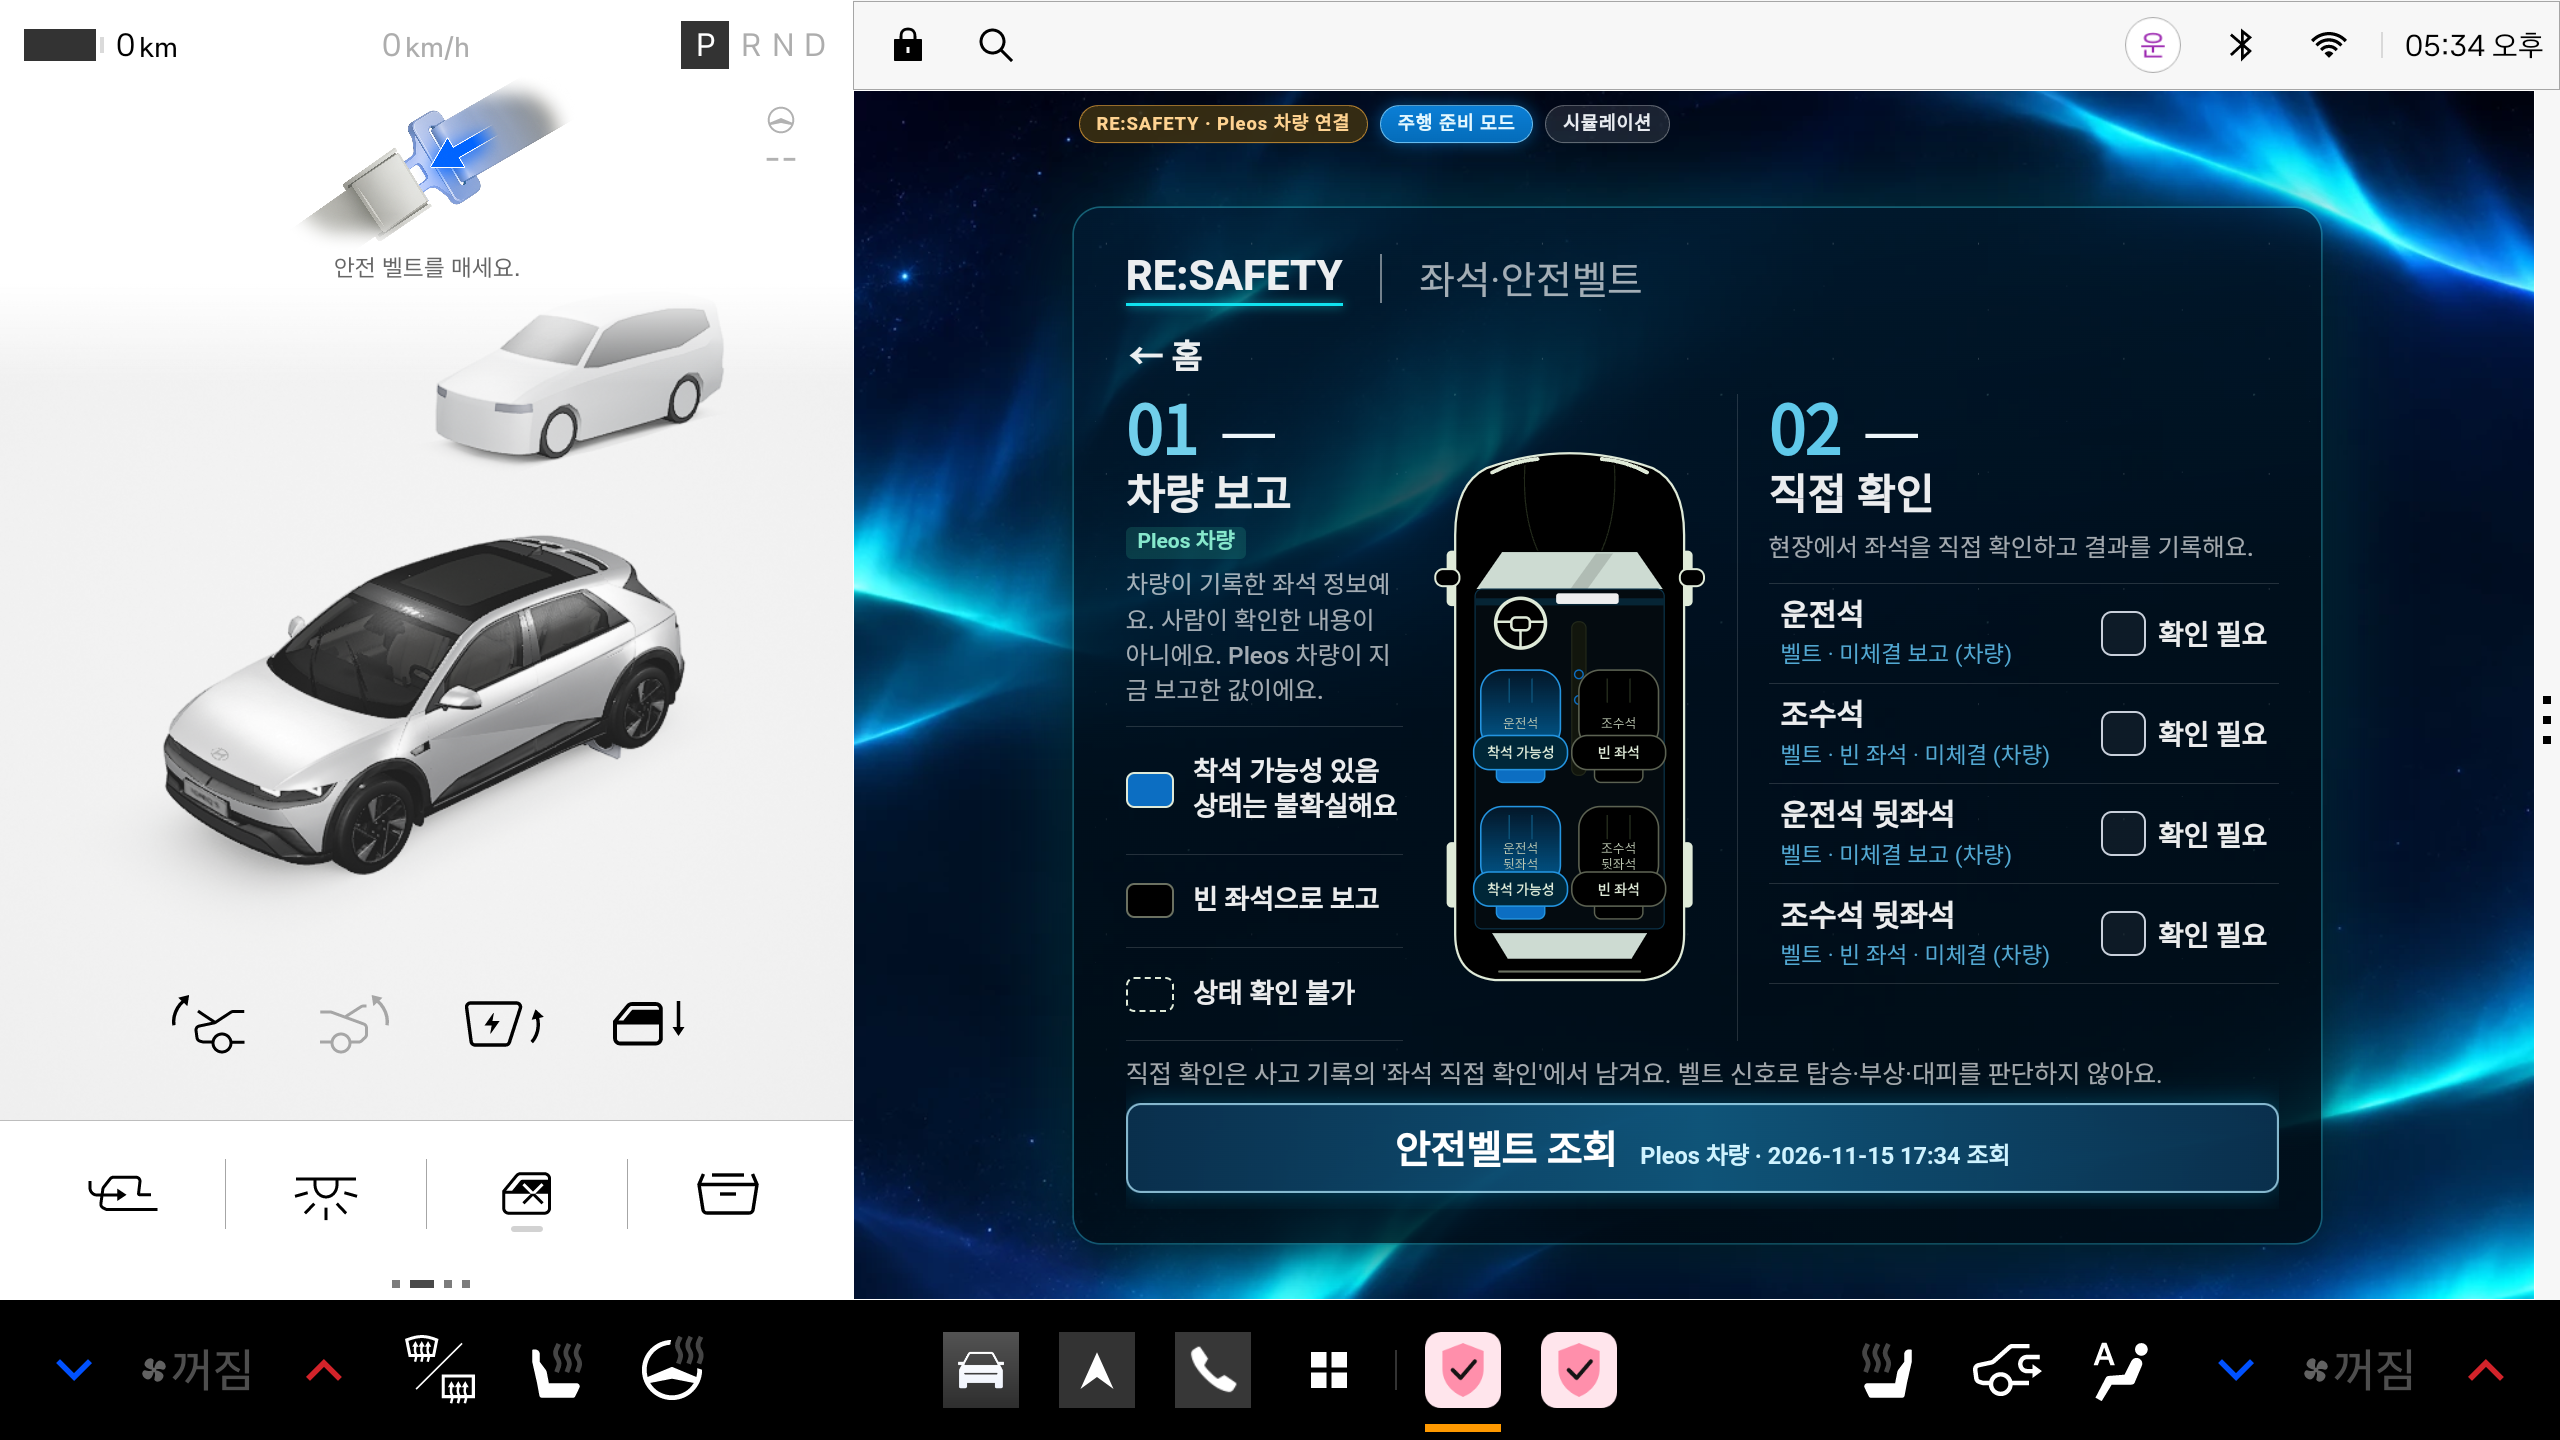 0 km
0 km/h
P R N D
안전 벨트를 매세요.
운
05:34 오후
RE:SAFETY · Pleos 차량 연결
주행 준비 모드
시뮬레이션
RE:SAFETY
좌석·안전벨트
← 홈
01 —
차량 보고
Pleos 차량
차량이 기록한 좌석 정보예
요. 사람이 확인한 내용이
아니에요. Pleos 차량이 지
금 보고한 값이에요.
착석 가능성 있음
상태는 불확실해요
빈 좌석으로 보고
상태 확인 불가
운전석
착석 가능성
조수석
빈 좌석
운전석
뒷좌석
착석 가능성
조수석
뒷좌석
빈 좌석
02 —
직접 확인
현장에서 좌석을 직접 확인하고 결과를 기록해요.
운전석
벨트 · 미체결 보고 (차량)
확인 필요
조수석
벨트 · 빈 좌석 · 미체결 (차량)
확인 필요
운전석 뒷좌석
벨트 · 미체결 보고 (차량)
확인 필요
조수석 뒷좌석
벨트 · 빈 좌석 · 미체결 (차량)
확인 필요
직접 확인은 사고 기록의 '좌석 직접 확인'에서 남겨요. 벨트 신호로 탑승·부상·대피를 판단하지 않아요.
안전벨트 조회 Pleos 차량 · 2026-11-15 17:34 조회
꺼짐
A
꺼짐